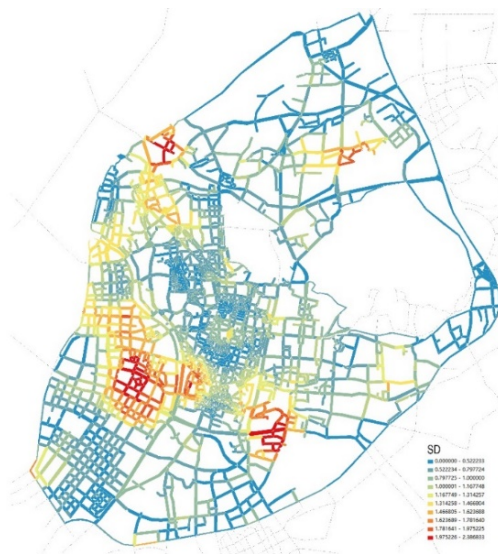 SD
0.000000 - 0.522233
0.522234 - 0.797724
0.797725 - 1.000000
1.000001 - 1.167748
1.167749 - 1.314257
1.314258 - 1.466804
1.466805 - 1.623688
1.623689 - 1.781640
1.781641 - 1.975225
1.975226 - 2.388833